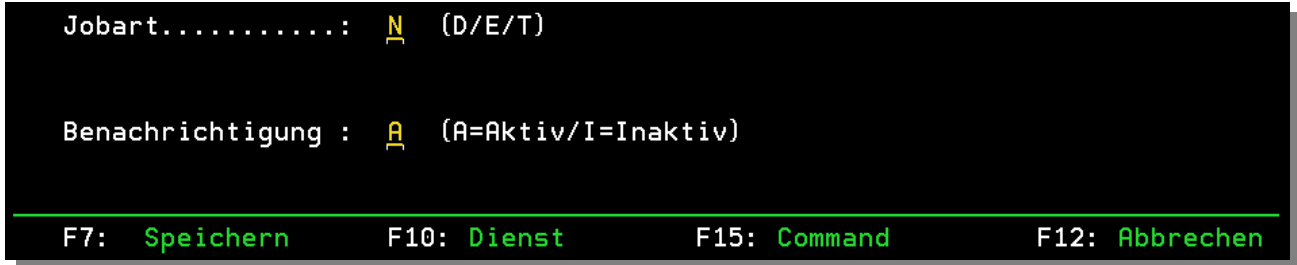 Jobart...........: N (D/E/T)
Benachrichtigung : A (A=Aktiv/I=Inaktiv)
F7: Speichern F10: Dienst F15: Command F12: Abbrechen